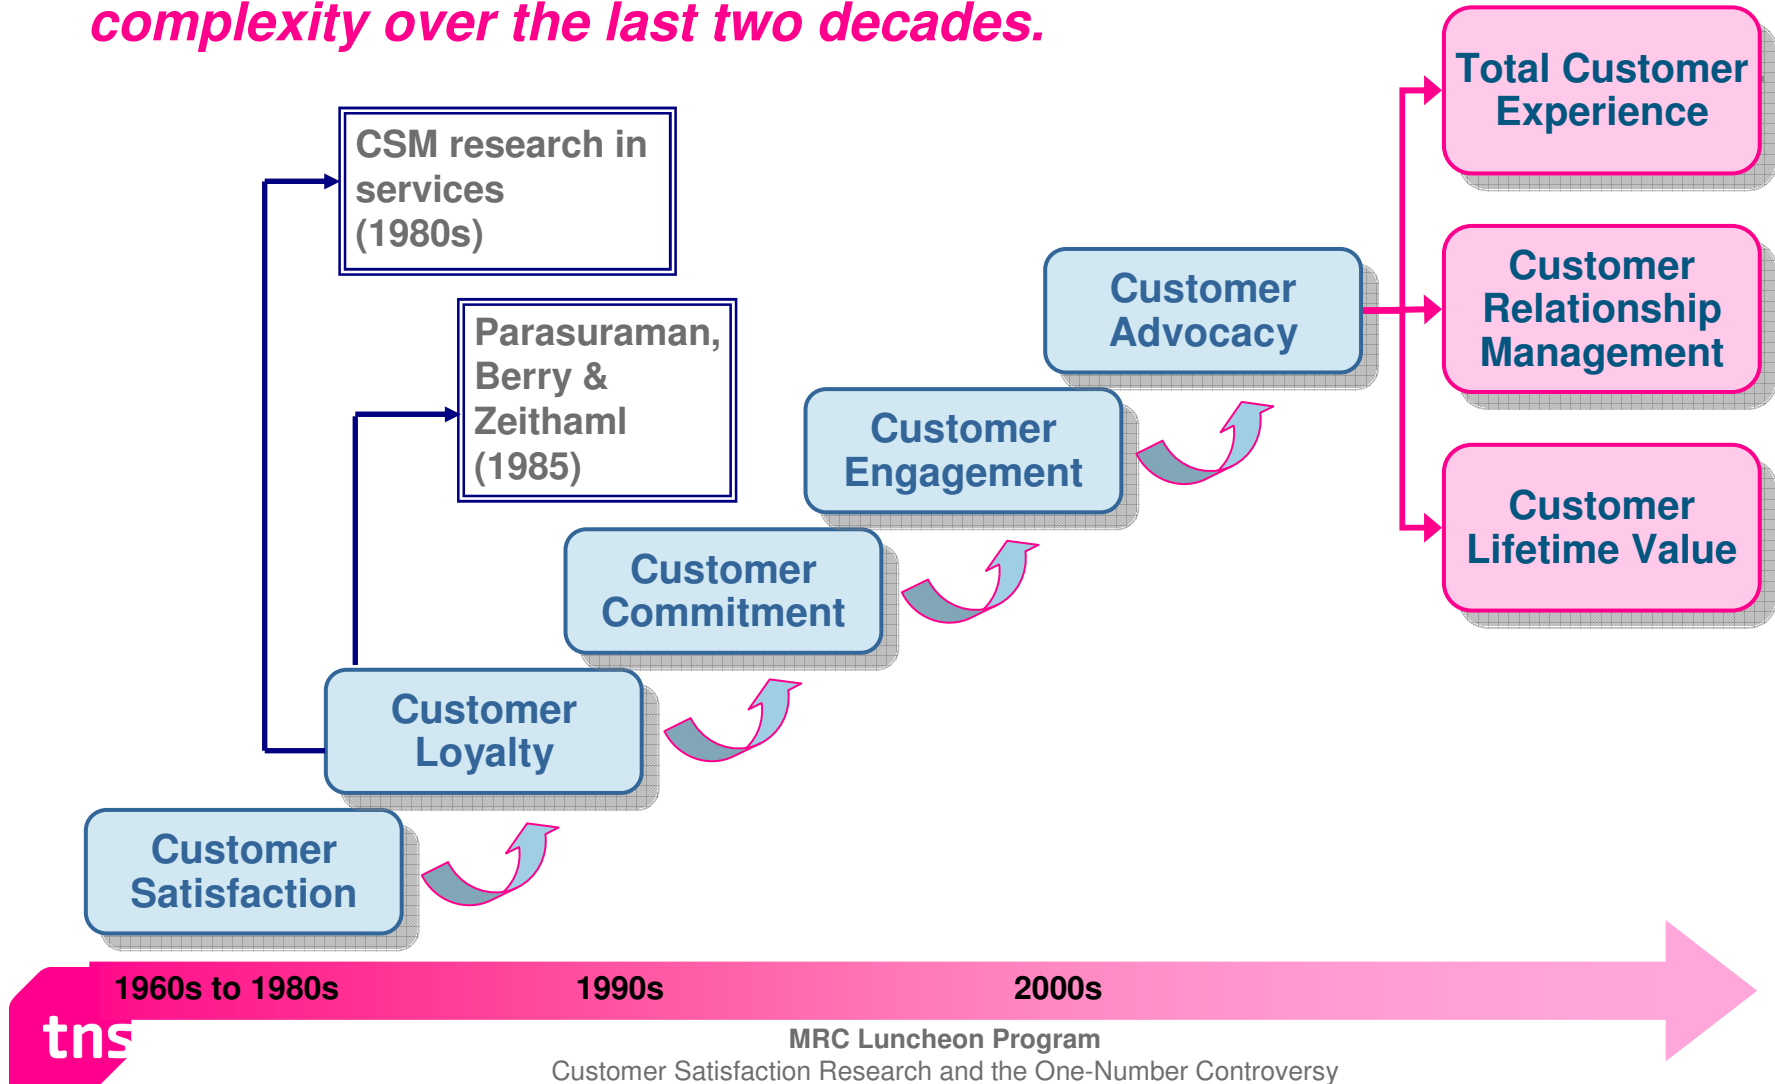 complexity over the last two decades.
Total Customer
Experience
CSM research in
services
(1980s)
Customer
Relationship
Management
Customer
Advocacy
Parasuraman,
Berry &
Zeithaml
(1985)
Customer
Engagement
Customer
Lifetime Value
Customer
Commitment
Customer
Loyalty
Customer
Satisfaction
1960s to 1980s
1990s
2000s
tns
MRC Luncheon Program
Customer Satisfaction Research and the One-Number Controversy